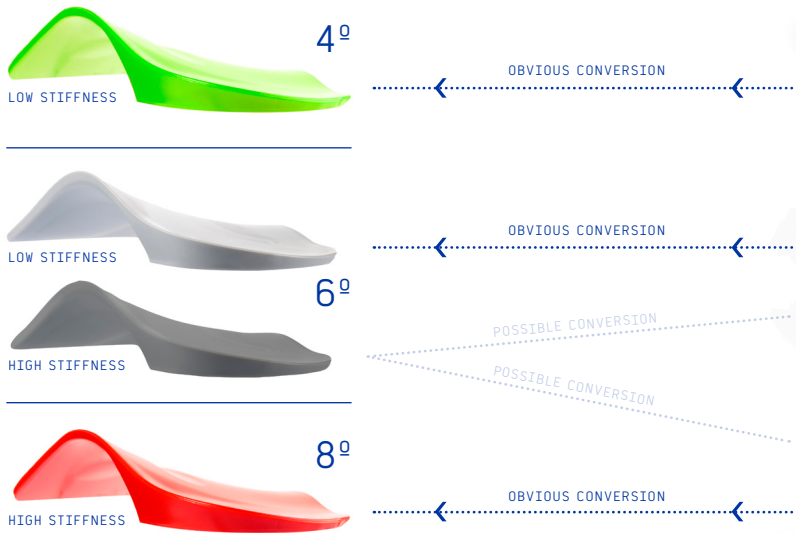 4º
OBVIOUS CONVERSION
LOW STIFFNESS
OBVIOUS CONVERSION
LOW STIFFNESS
6º
POSSIBLE CONVERSION
HIGH STIFFNESS
POSSIBLE CONVERSION
8º
OBVIOUS CONVERSION
HIGH STIFFNESS